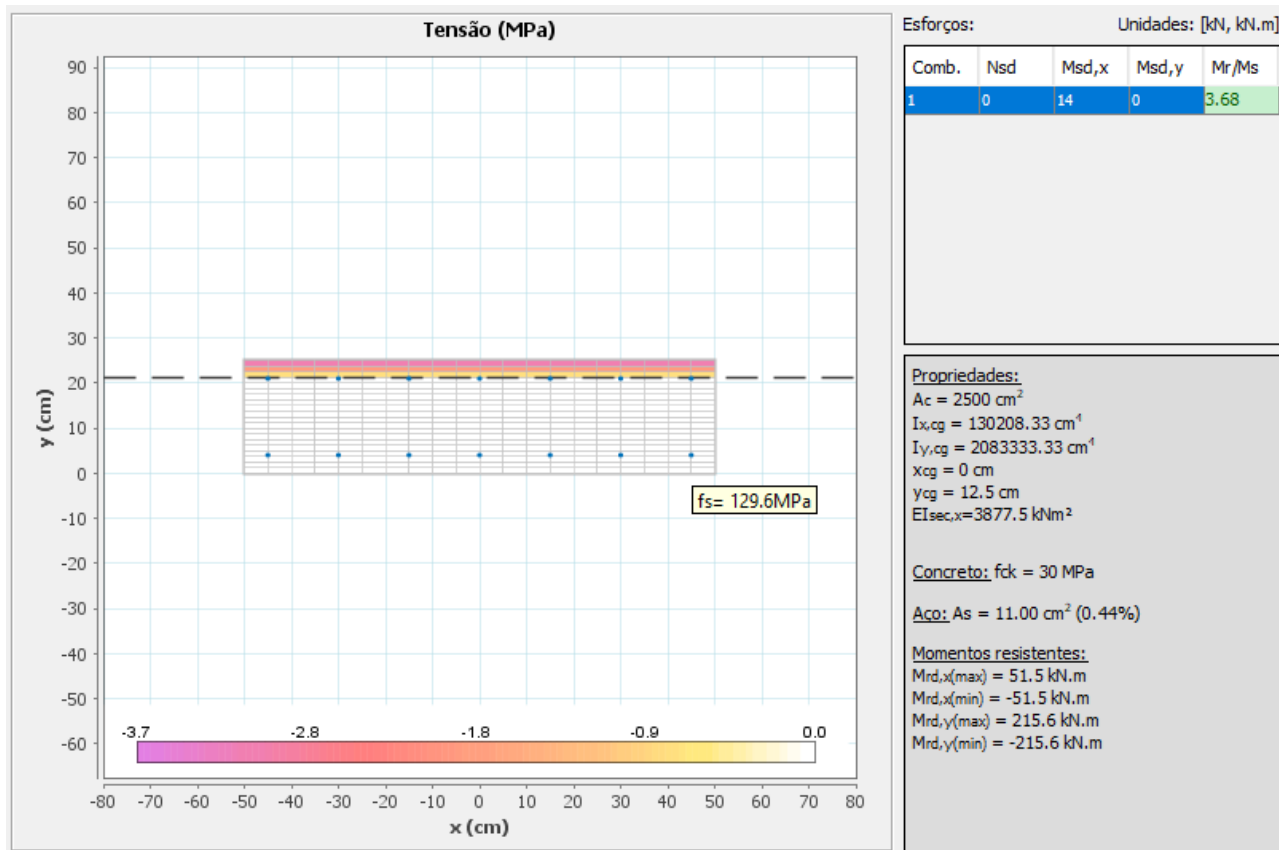 Tensão (MPa)
90
80
70
60
50
40
30
20
10
0
-10
-20
-30
-40
-50
-60
y (cm)
fs= 129.6MPa
-3.7 -2.8 -1.8 -0.9 0.0
-80 -70 -60 -50 -40 -30 -20 -10 0 10 20 30 40 50 60 70 80
x (cm)
Esforços: Unidades: [kN, kN.m]
Comb. Nsd Msd,x Msd,y Mr/Ms
1 0 14 0 3.68
Propriedades:
Ac = 2500 cm²
Ix,cg = 130208.33 cm⁴
Iy,cg = 2083333.33 cm⁴
xcg = 0 cm
ycg = 12.5 cm
EIsec,x=3877.5 kNm²
Concreto: fck = 30 MPa
Aço: As = 11.00 cm² (0.44%)
Momentos resistentes:
Mrd,x(max) = 51.5 kN.m
Mrd,x(min) = -51.5 kN.m
Mrd,y(max) = 215.6 kN.m
Mrd,y(min) = -215.6 kN.m